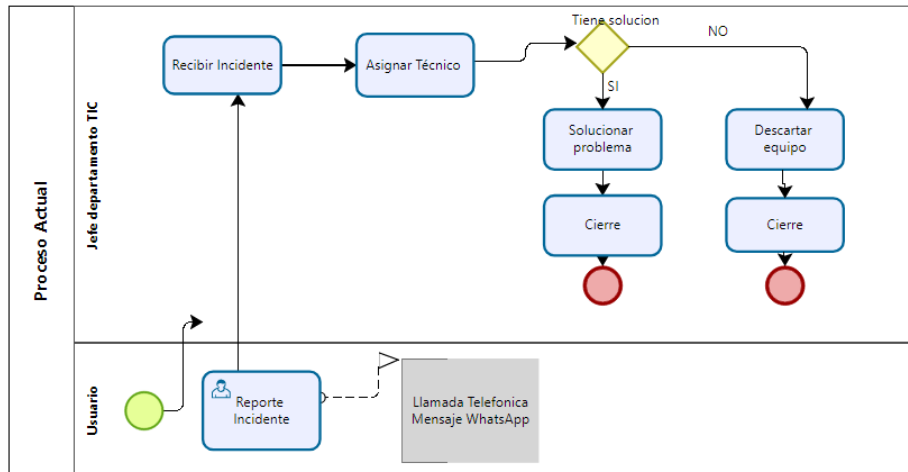 Proceso Actual
Jefe departamento TIC
Recibir Incidente
Asignar Técnico
Tiene solucion
NO
SI
Solucionar
problema
Descartar
equipo
Cierre
Cierre
Usuario
Reporte
Incidente
Llamada Telefonica
Mensaje WhatsApp